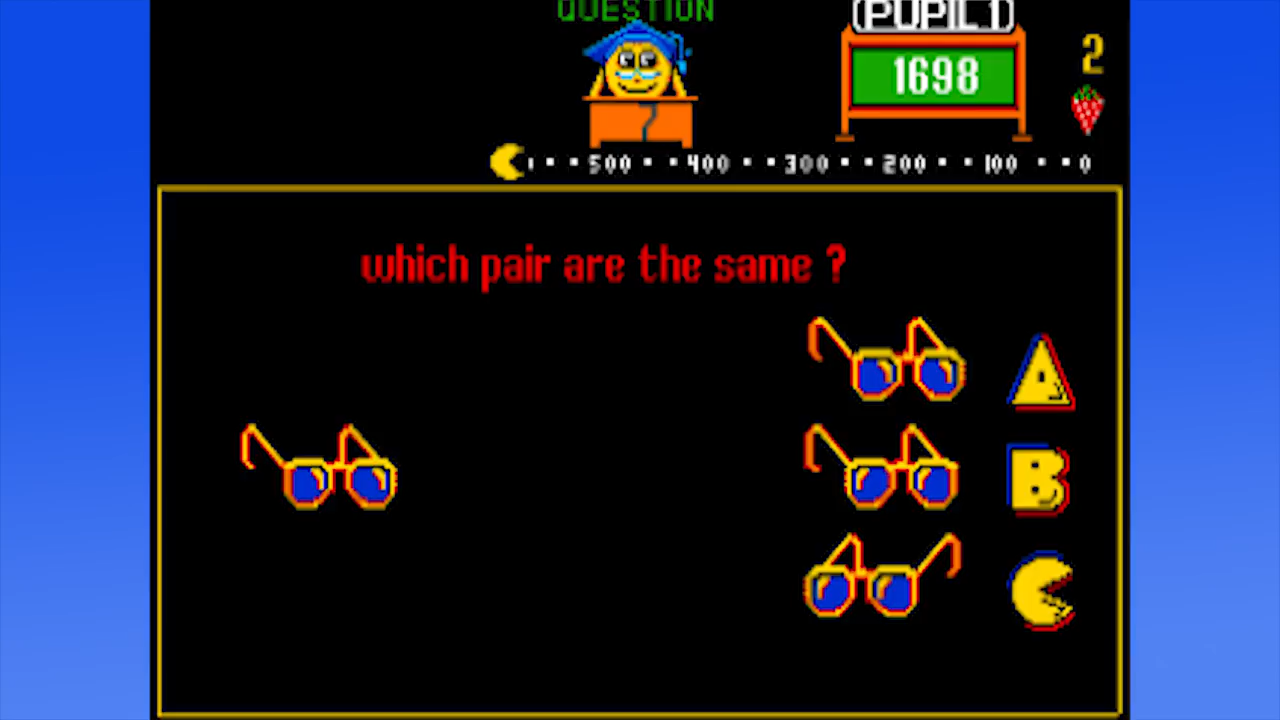 QUESTION
(PUPIL 1)
1698
2
500 400 300 200 100 0
which pair are the same ?
A
B
C